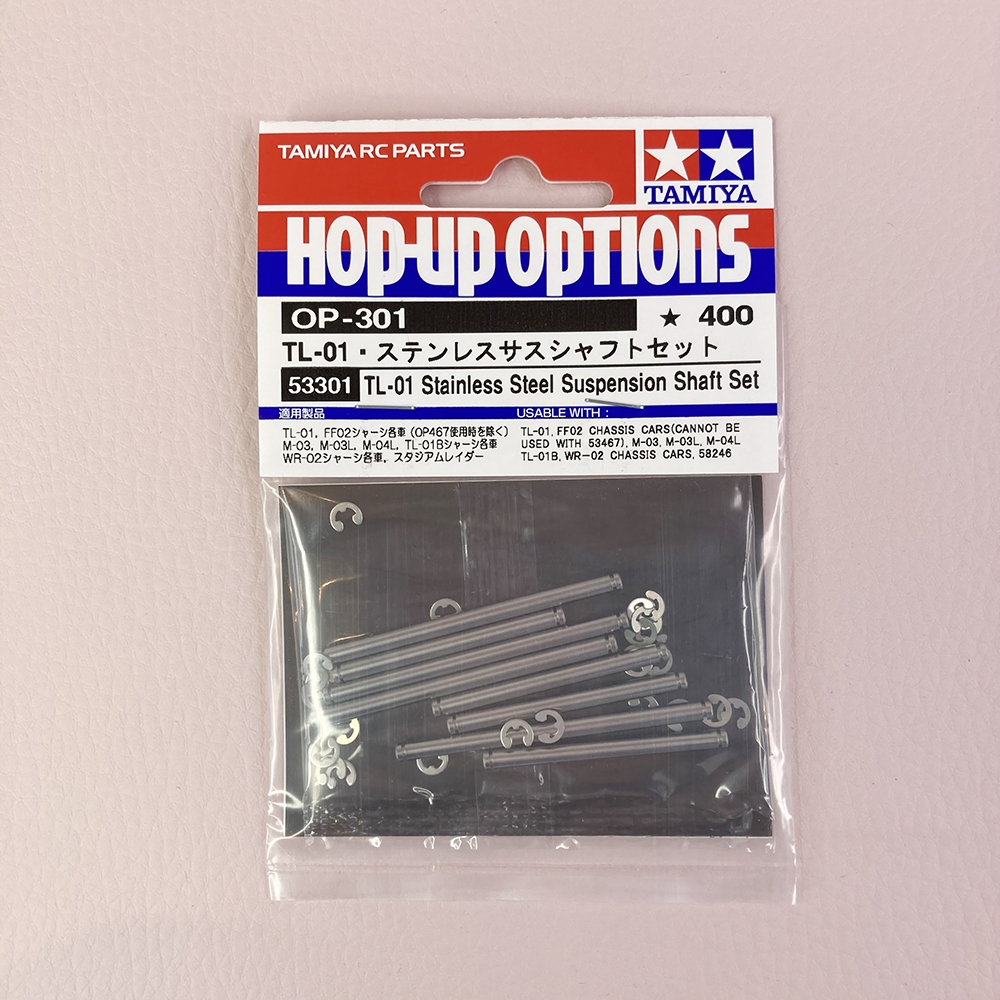 TAMIYA RC PARTS
TAMIYA
HOP-UP OPTIONS
OP-301 ★ 400
TL-01・ステンレスサスシャフトセット
53301 TL-01 Stainless Steel Suspension Shaft Set
適用製品
TL-01, FF02シャーシ各車 (OP467使用時を除く)
M-03, M-03L, M-04L, TL-01Bシャーシ各車
WR-02シャーシ各車, スタジアムレイダー
USABLE WITH :
TL-01, FF02 CHASSIS CARS(CANNOT BE
USED WITH 53467), M-03, M-03L, M-04L
TL-01B, WR-02 CHASSIS CARS, 58246